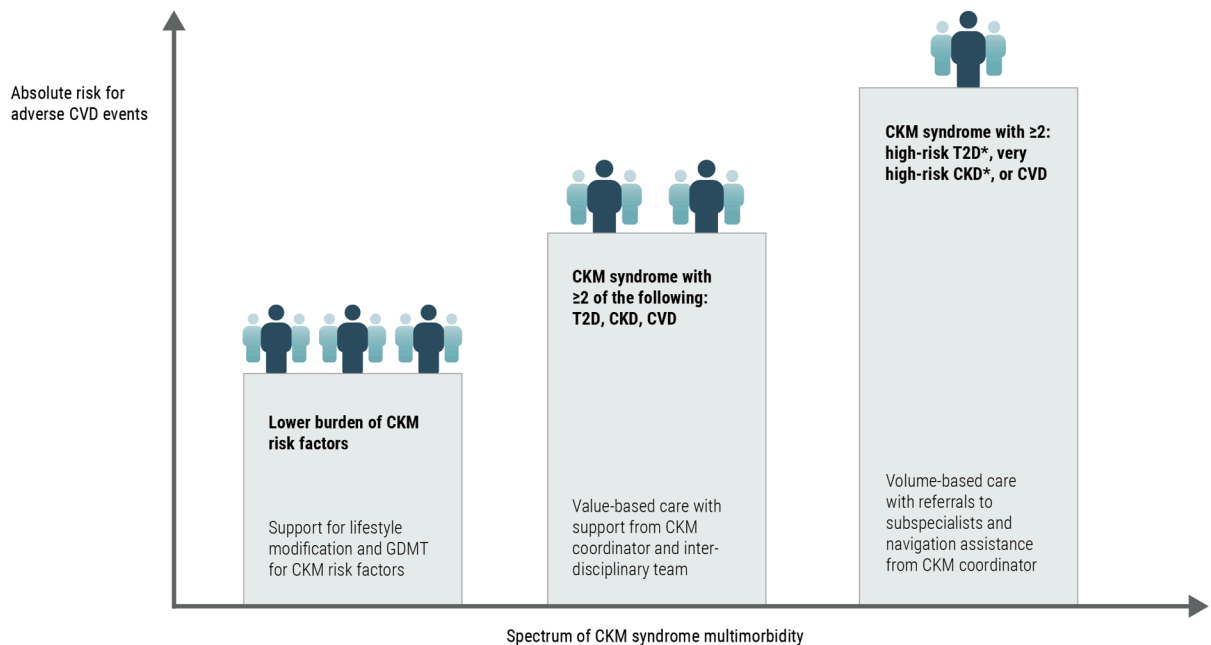 Absolute risk for
adverse CVD events
CKM syndrome with ≥2:
high-risk T2D*, very
high-risk CKD*, or CVD
CKM syndrome with
≥2 of the following:
T2D, CKD, CVD
Lower burden of CKM
risk factors
Support for lifestyle
modification and GDMT
for CKM risk factors
Value-based care with
support from CKM
coordinator and inter-
disciplinary team
Volume-based care
with referrals to
subspecialists and
navigation assistance
from CKM coordinator
Spectrum of CKM syndrome multimorbidity